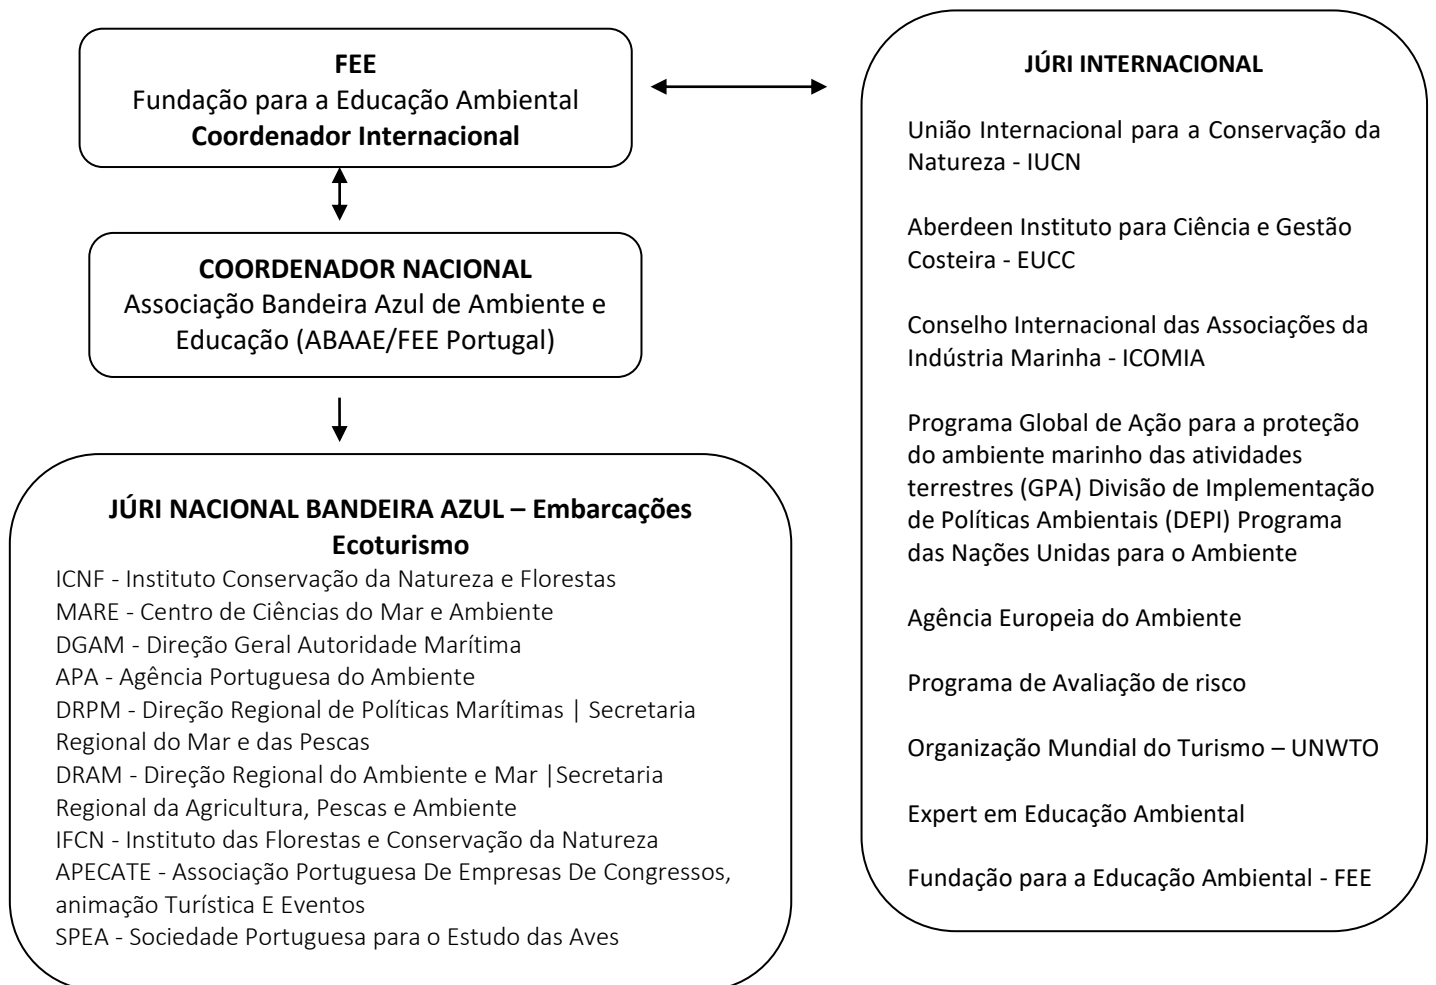 FEE
Fundação para a Educação Ambiental
Coordenador Internacional
COORDENADOR NACIONAL
Associação Bandeira Azul de Ambiente e
Educação (ABAAE/FEE Portugal)
JÚRI NACIONAL BANDEIRA AZUL – Embarcações
Ecoturismo
ICNF - Instituto Conservação da Natureza e Florestas
MARE - Centro de Ciências do Mar e Ambiente
DGAM - Direção Geral Autoridade Marítima
APA - Agência Portuguesa do Ambiente
DRPM - Direção Regional de Políticas Marítimas | Secretaria
Regional do Mar e das Pescas
DRAM - Direção Regional do Ambiente e Mar |Secretaria
Regional da Agricultura, Pescas e Ambiente
IFCN - Instituto das Florestas e Conservação da Natureza
APECATE - Associação Portuguesa De Empresas De Congressos,
animação Turística E Eventos
SPEA - Sociedade Portuguesa para o Estudo das Aves
JÚRI INTERNACIONAL
União Internacional para a Conservação da
Natureza - IUCN
Aberdeen Instituto para Ciência e Gestão
Costeira - EUCC
Conselho Internacional das Associações da
Indústria Marinha - ICOMIA
Programa Global de Ação para a proteção
do ambiente marinho das atividades
terrestres (GPA) Divisão de Implementação
de Políticas Ambientais (DEPI) Programa
das Nações Unidas para o Ambiente
Agência Europeia do Ambiente
Programa de Avaliação de risco
Organização Mundial do Turismo – UNWTO
Expert em Educação Ambiental
Fundação para a Educação Ambiental - FEE